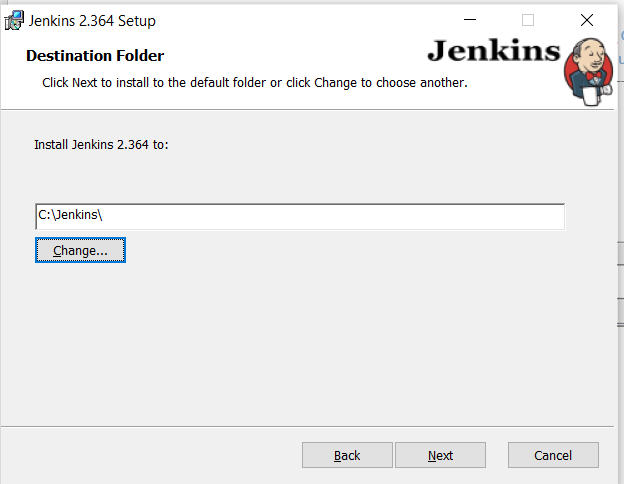 Jenkins 2.364 Setup
Destination Folder
Jenkins
Click Next to install to the default folder or click Change to choose another.
Install Jenkins 2.364 to:
C:\Jenkins\
Change...
Back
Next
Cancel